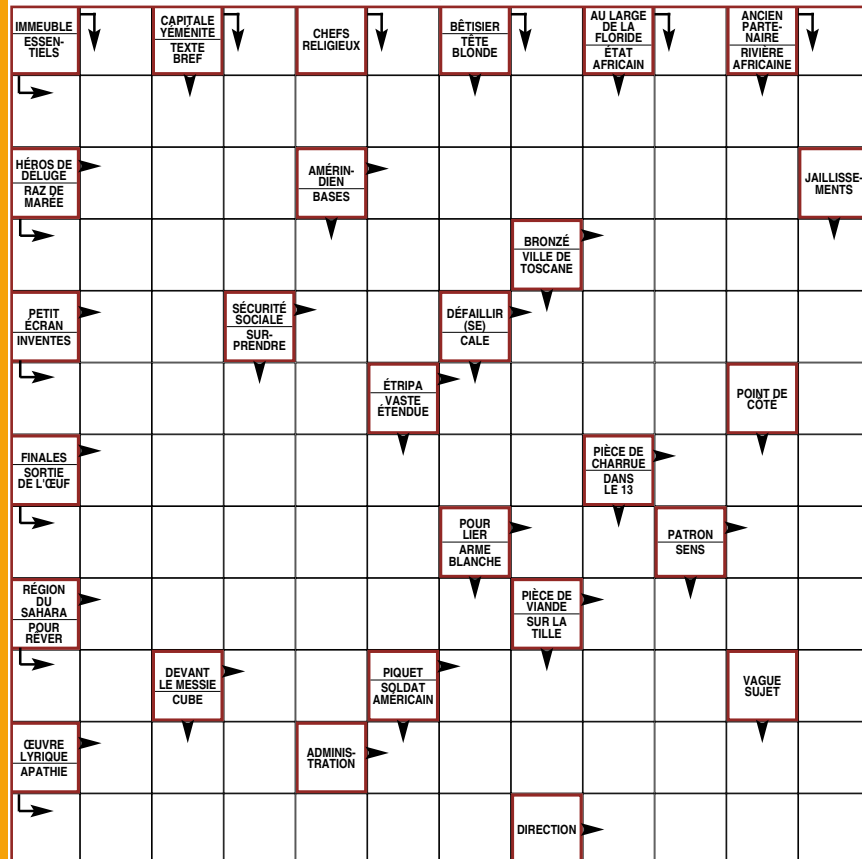 IMMEUBLE
ESSEN-
TIELS
CAPITALE
YÉMÉNITE
TEXTE
BREF
CHEFS
RELIGIEUX
BÊTISIER
TÊTE
BLONDE
AU LARGE
DE LA
FLORIDE
ÉTAT
AFRICAIN
ANCIEN
PARTE-
NAIRE
RIVIÈRE
AFRICAINE
HÉROS DE
DÉLUGE
RAZ DE
MARÉE
AMÉRIN-
DIEN
BASES
JAILLISSE-
MENTS
BRONZÉ
VILLE DE
TOSCANE
PETIT
ÉCRAN
INVENTES
SÉCURITÉ
SOCIALE
SUR-
PRENDRE
DÉFAILLIR
(SE)
CALE
ÉTRIPA
VASTE
ÉTENDUE
POINT DE
CÔTÉ
FINALES
SORTIE
DE L'ŒUF
PIÈCE DE
CHARRUE
DANS
LE 13
POUR
LIER
ARME
BLANCHE
PATRON
SENS
RÉGION
DU
SAHARA
POUR
RÊVER
PIÈCE DE
VIANDE
SUR LA
TILLE
DEVANT
LE MESSIE
CUBE
PIQUET
SOLDAT
AMÉRICAIN
VAGUE
SUJET
ŒUVRE
LYRIQUE
APATHIE
ADMINIS-
TRATION
DIRECTION